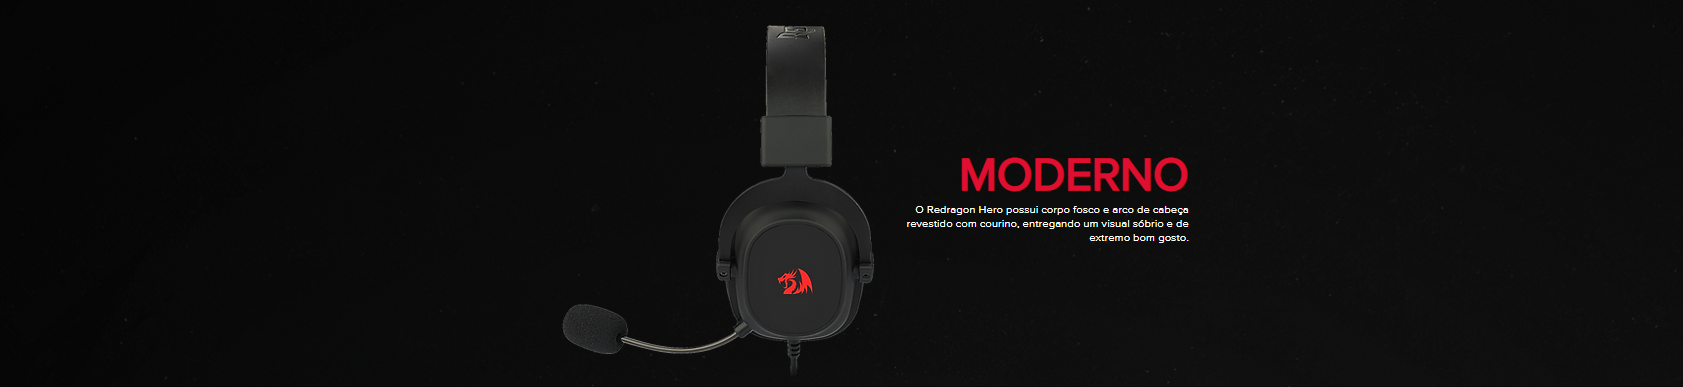 MODERNO
O Redragon Hero possui corpo fosco e arco de cabeça
revestido com courino, entregando um visual sóbrio e de
extremo bom gosto.